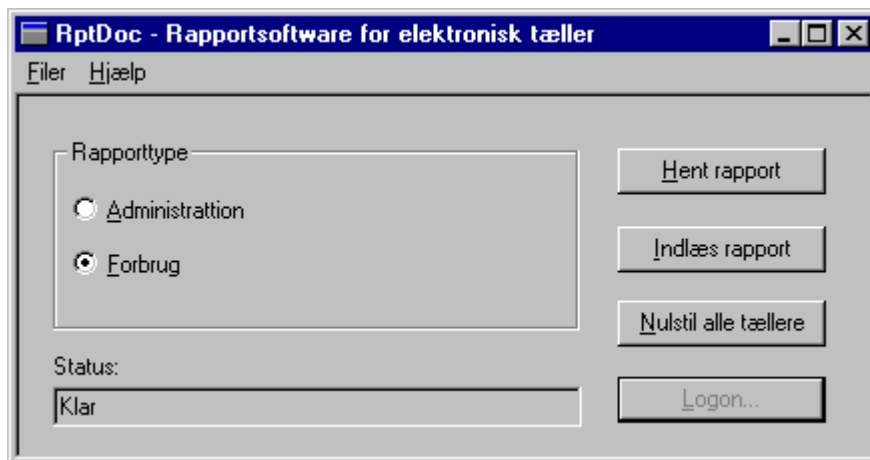 RptDoc - Rapportsoftware for elektronisk tæller
Filer Hjælp
Rapporttype
Administrattion
Forbrug
Hent rapport
Indlæs rapport
Nulstil alle tællere
Status:
Klar
Logon...